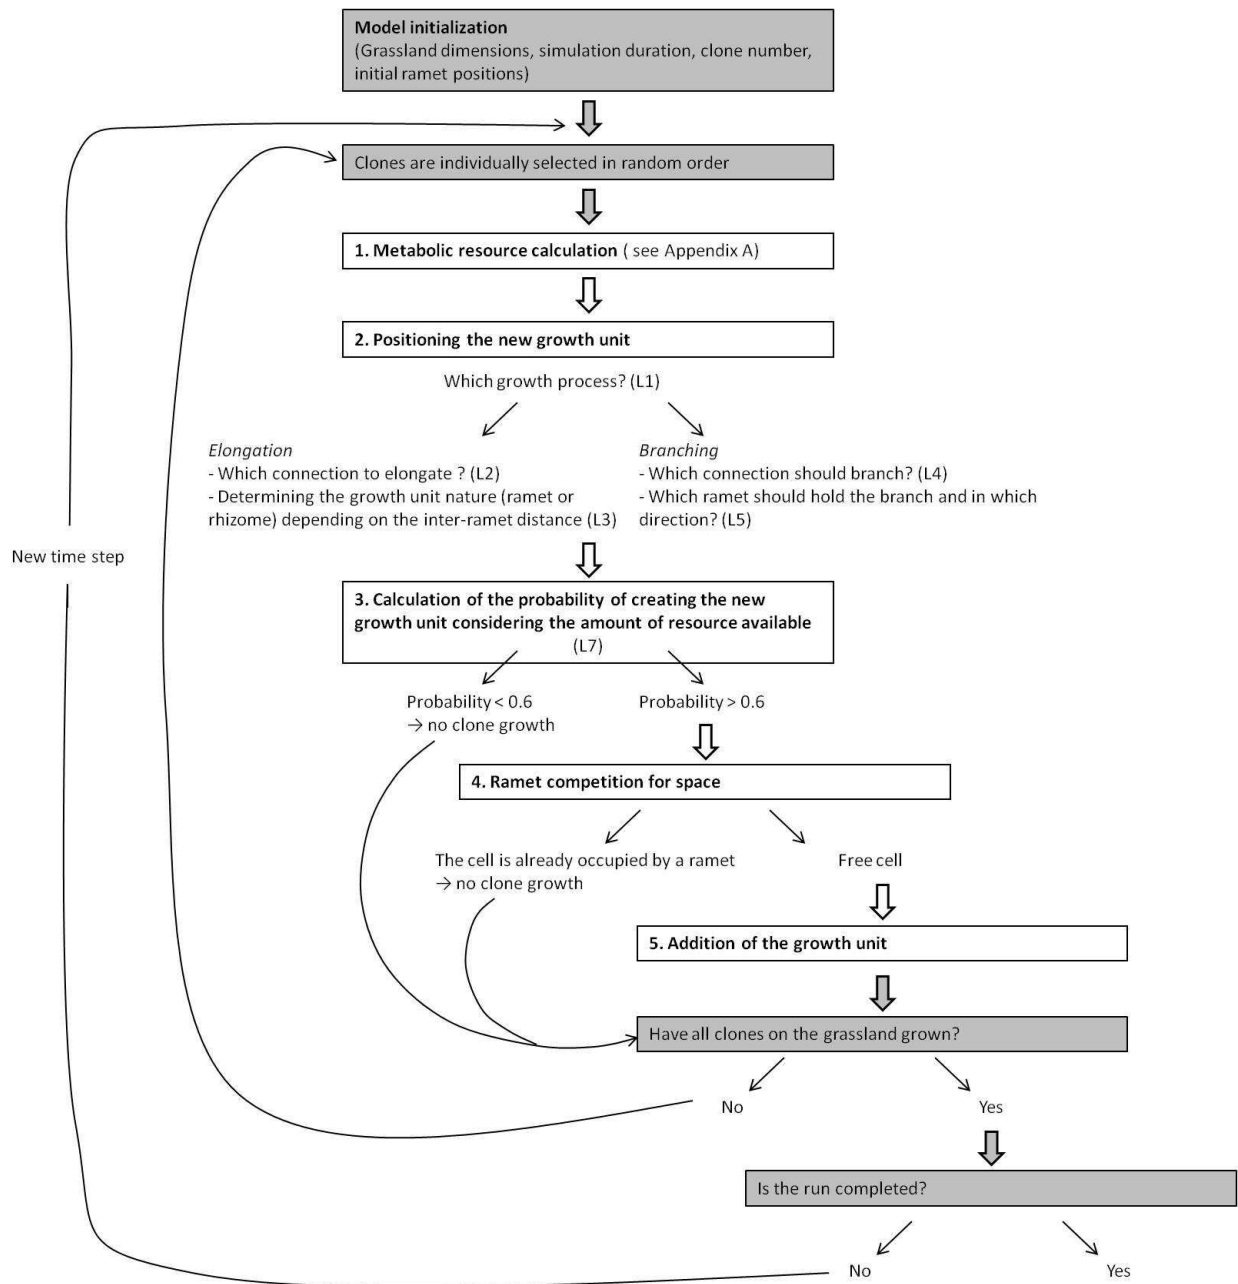 Model initialization
(Grassland dimensions, simulation duration, clone number,
initial ramet positions)
Clones are individually selected in random order
1. Metabolic resource calculation ( see Appendix A)
2. Positioning the new growth unit
Which growth process? (L1)
Elongation
- Which connection to elongate ? (L2)
- Determining the growth unit nature (ramet or
rhizome) depending on the inter-ramet distance (L3)
Branching
- Which connection should branch? (L4)
- Which ramet should hold the branch and in which
direction? (L5)
New time step
3. Calculation of the probability of creating the new
growth unit considering the amount of resource available
(L7)
Probability < 0.6
→ no clone growth
Probability > 0.6
4. Ramet competition for space
The cell is already occupied by a ramet
→ no clone growth
Free cell
5. Addition of the growth unit
Have all clones on the grassland grown?
No
Yes
Is the run completed?
No
Yes